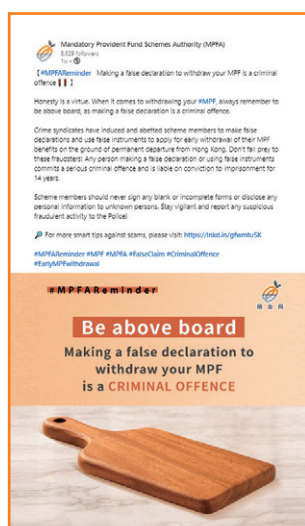 Mandatory Provident Fund Schemes Authority (MPFA)
8,629 followers
1w •
【#MPFAReminder Making a false declaration to withdraw your MPF is a criminal
offence❗❗】
Honesty is a virtue. When it comes to withdrawing your #MPF, always remember to
be above board, as making a false declaration is a criminal offence.
Crime syndicates have induced and abetted scheme members to make false
declarations and use false instruments to apply for early withdrawal of their MPF
benefits on the ground of permanent departure from Hong Kong. Don't fall prey to
these fraudsters! Any person making a false declaration or using false instruments
commits a serious criminal offence and is liable on conviction to imprisonment for
14 years.
Scheme members should never sign any blank or incomplete forms or disclose any
personal information to unknown persons. Stay vigilant and report any suspicious
fraudulent activity to the Police!
🔎 For more smart tips against scams, please visit: https://lnkd.in/gfwmtuSK
#MPFAReminder #MPF #MPFA #FalseClaim #CriminalOffence
#EarlyMPFwithdrawal
#MPFAReminder
積金局
Be above board
Making a false declaration to
withdraw your MPF
is a CRIMINAL OFFENCE